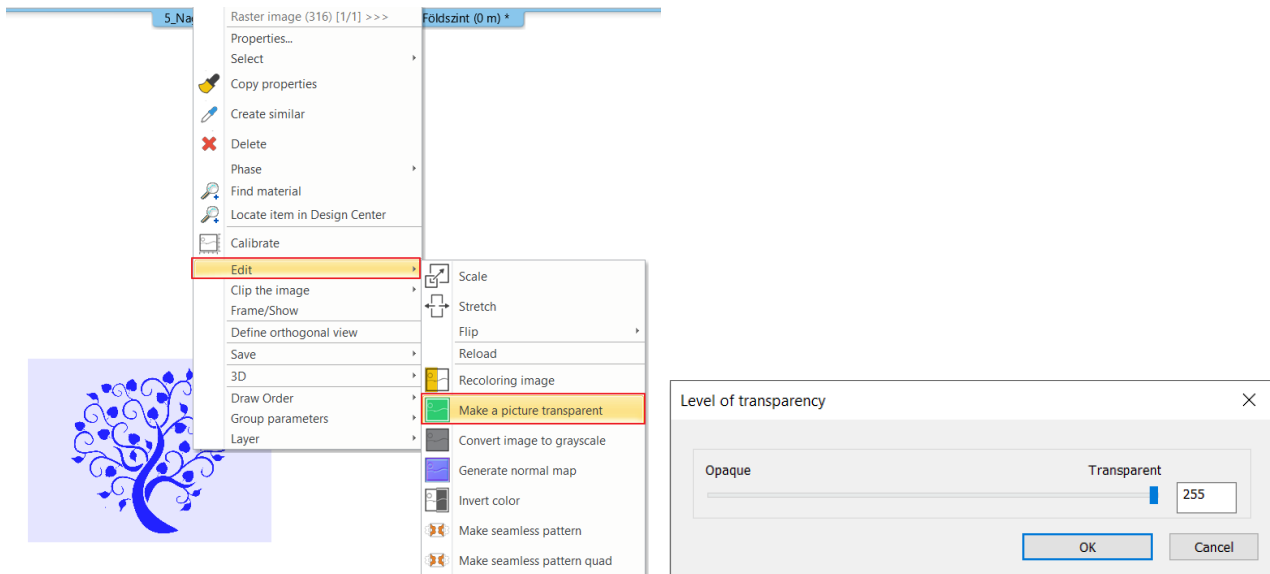 5_Na
Földszint (0 m) *
Raster image (316) [1/1] >>>
Properties...
Select
Copy properties
Create similar
Delete
Phase
Find material
Locate item in Design Center
Calibrate
Edit
Clip the image
Frame/Show
Define orthogonal view
Save
3D
Draw Order
Group parameters
Layer
Scale
Stretch
Flip
Reload
Recoloring image
Make a picture transparent
Convert image to grayscale
Generate normal map
Invert color
Make seamless pattern
Make seamless pattern quad
Level of transparency
Opaque
Transparent
255
OK
Cancel